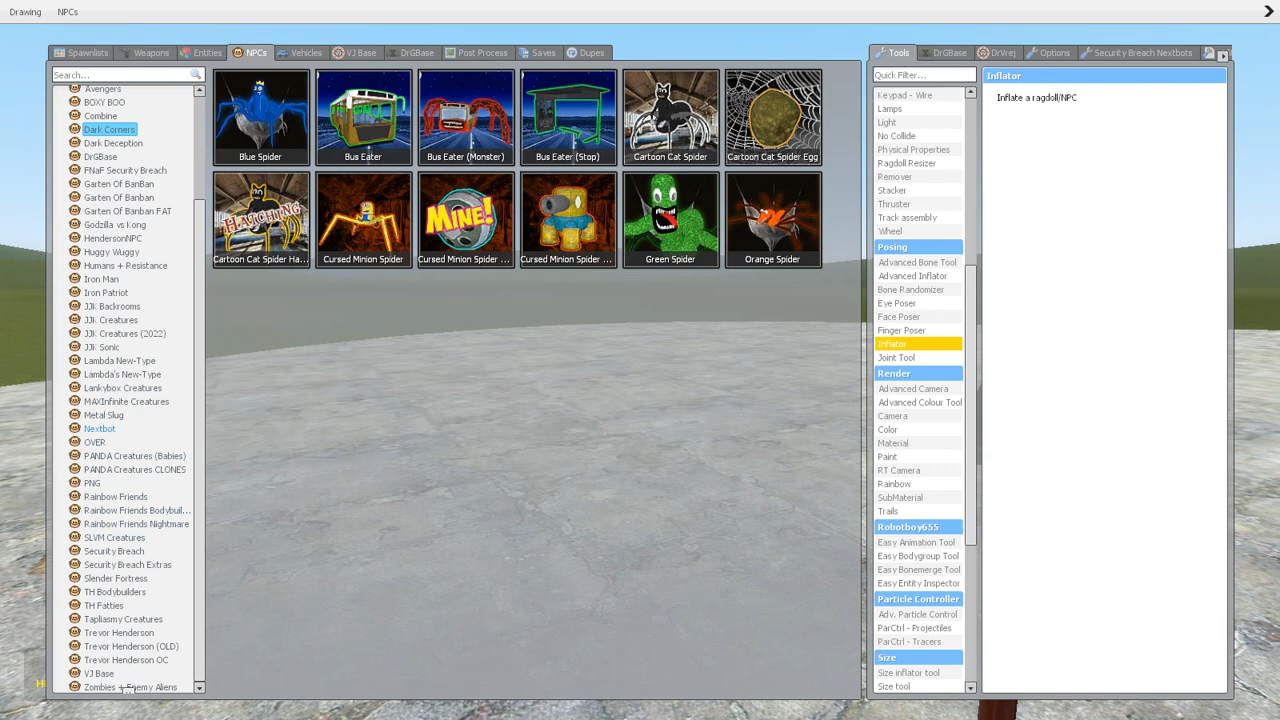 Drawing NPCs
Spawnlists Weapons Entities NPCs Vehicles VJ Base DrGBase Post Process Saves Dupes
Search...
Avengers
BOXY BOO
Combine
Dark Corners
Dark Deception
DrGBase
FNaF Security Breach
Garten Of BanBan
Garten Of Banban
Garten Of Banban FAT
Godzilla vs Kong
HendersonNPC
Huggy Wuggy
Humans + Resistance
Iron Man
Iron Patriot
JJK Backrooms
JJK Creatures
JJK Creatures (2022)
JJK Sonic
Lambda New-Type
Lambda's New-Type
Lankybox Creatures
MAXInfinite Creatures
Metal Slug
Nextbot
OVER
PANDA Creatures (Babies)
PANDA Creatures CLONES
PNG
Rainbow Friends
Rainbow Friends Bodybuil...
Rainbow Friends Nightmare
SLVM Creatures
Security Breach
Security Breach Extras
Slender Fortress
TH Bodybuilders
TH Fatties
Tapliasmy Creatures
Trevor Henderson
Trevor Henderson (OLD)
Trevor Henderson OC
VJ Base
Zombies + Enemy Aliens
Blue Spider
Bus Eater
Bus Eater (Monster)
Bus Eater (Stop)
Cartoon Cat Spider
Cartoon Cat Spider Egg
HATCHING
Cartoon Cat Spider Ha...
Cursed Minion Spider
MINE!
Cursed Minion Spider ...
Cursed Minion Spider ...
Green Spider
Orange Spider
Tools DrGBase DrVrej Options Security Breach Nextbots
Quick Filter...
Keypad - Wire
Lamps
Light
No Collide
Physical Properties
Ragdoll Resizer
Remover
Stacker
Thruster
Track assembly
Wheel
Posing
Advanced Bone Tool
Advanced Inflator
Bone Randomizer
Eye Poser
Face Poser
Finger Poser
Inflator
Joint Tool
Render
Advanced Camera
Advanced Colour Tool
Camera
Color
Material
Paint
RT Camera
Rainbow
SubMaterial
Trails
Robotboy655
Easy Animation Tool
Easy Bodygroup Tool
Easy Bonemerge Tool
Easy Entity Inspector
Particle Controller
Adv. Particle Control
ParCtrl - Projectiles
ParCtrl - Tracers
Size
Size inflator tool
Size tool
Inflator
Inflate a ragdoll/NPC